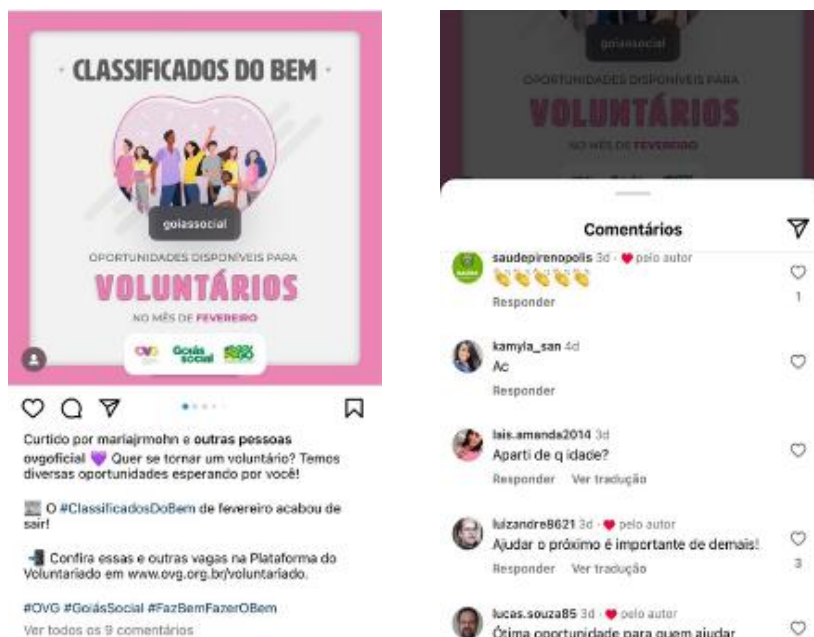 · CLASSIFICADOS DO BEM ·
goiassocial
OPORTUNIDADES DISPONÍVEIS PARA
VOLUNTÁRIOS
NO MÊS DE FEVEREIRO
OVG
Goiás
social
Curtido por mariajrmohn e outras pessoas
ovgoficial 💜 Quer se tornar um voluntário? Temos
diversas oportunidades esperando por você!
📰 O #ClassificadosDoBem de fevereiro acabou de
sair!
📲 Confira essas e outras vagas na Plataforma do
Voluntariado em www.ovg.org.br/voluntariado.
#OVG #GoiásSocial #FazBemFazerOBem
Ver todos os 9 comentários
goiassocial
OPORTUNIDADES DISPONÍVEIS PARA
VOLUNTÁRIOS
NO MÊS DE FEVEREIRO
Comentários
saudepirenopolis 3d · ❤️ pelo autor
👏👏👏👏👏
Responder
1
kamyla_san 4d
Ac
Responder
lais.amanda2014 3d
Aparti de q idade?
Responder Ver tradução
luizandre8621 3d · ❤️ pelo autor
Ajudar o próximo é importante de demais!
Responder Ver tradução
3
lucas.souza85 3d · ❤️ pelo autor
Ótima oportunidade para quem ajudar